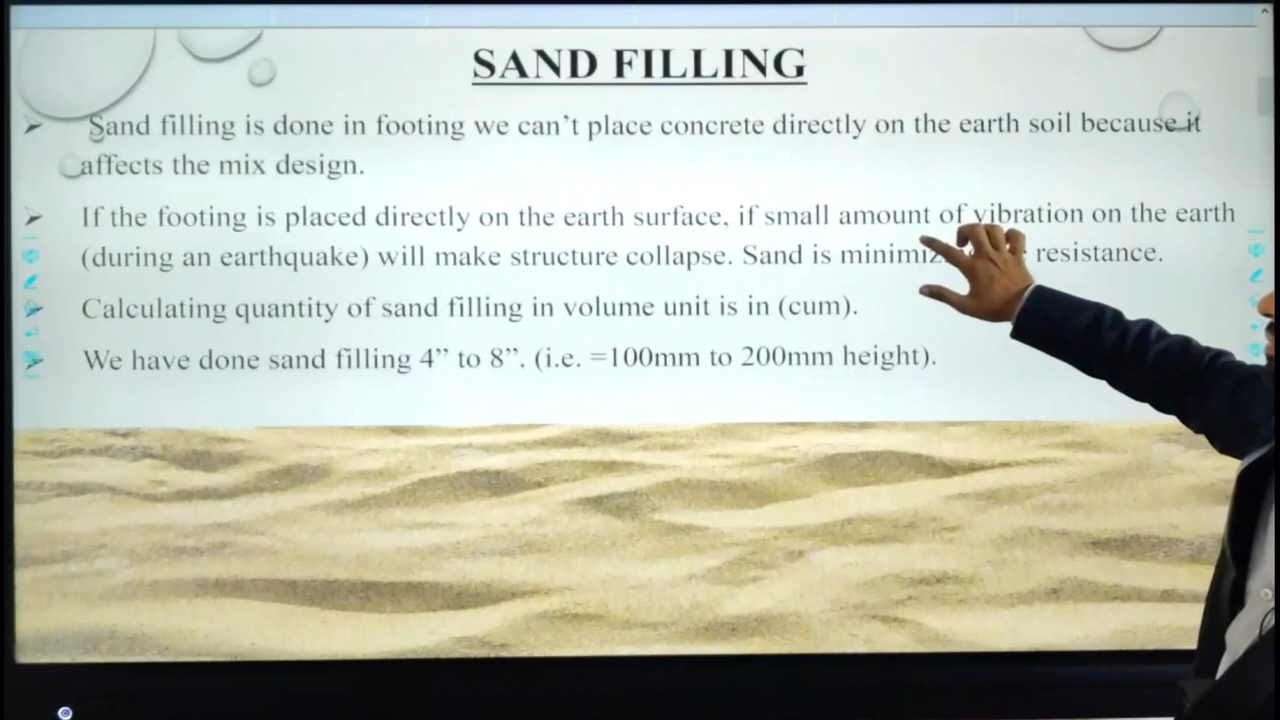 SAND FILLING
Sand filling is done in footing we can't place concrete directly on the earth soil because it
affects the mix design.
If the footing is placed directly on the earth surface, if small amount of vibration on the earth
(during an earthquake) will make structure collapse. Sand is resistance.
Calculating quantity of sand filling in volume unit is in (cum).
We have done sand filling 4” to 8”. (i.e. =100mm to 200mm height).